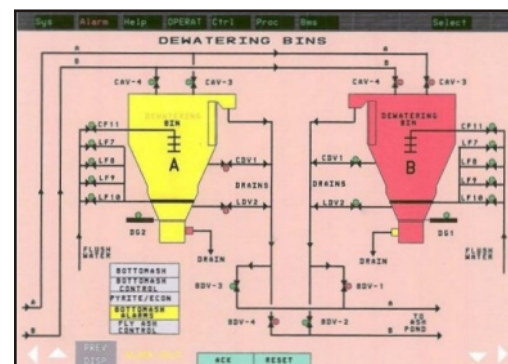 Sys Alarm Help OPERAT Ctrl Proc Bms Select
DEWATERING BINS
A
B
CAV-4 CAV-3 CAV-4 CAV-3
DEWATERING BIN
A
DEWATERING BIN
B
CF11
LF7
LF8
LF9
LF10
CDV1
DRAINS
LDV2
CDV1
DRAINS
LDV2
CF11
LF7
LF8
LF9
LF10
DG2
DG1
FLUSH WATER
DRAIN
DRAIN
FLUSH WATER
BOTTOMASH
BOTTOMASH CONTROL
PYRITE/ECON
BOTTOMASH ALARMS
FLY ASH CONTROL
BDV-3
BDV-1
A
A
TO ASH POND
BDV-4
BDV-2
B
B
PREV DISP
ACK RESET